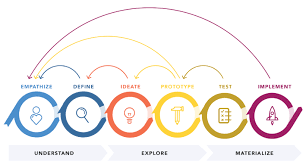 EMPATHIZE DEFINE IDEATE PROTOTYPE TEST IMPLEMENT
UNDERSTAND EXPLORE MATERIALIZE